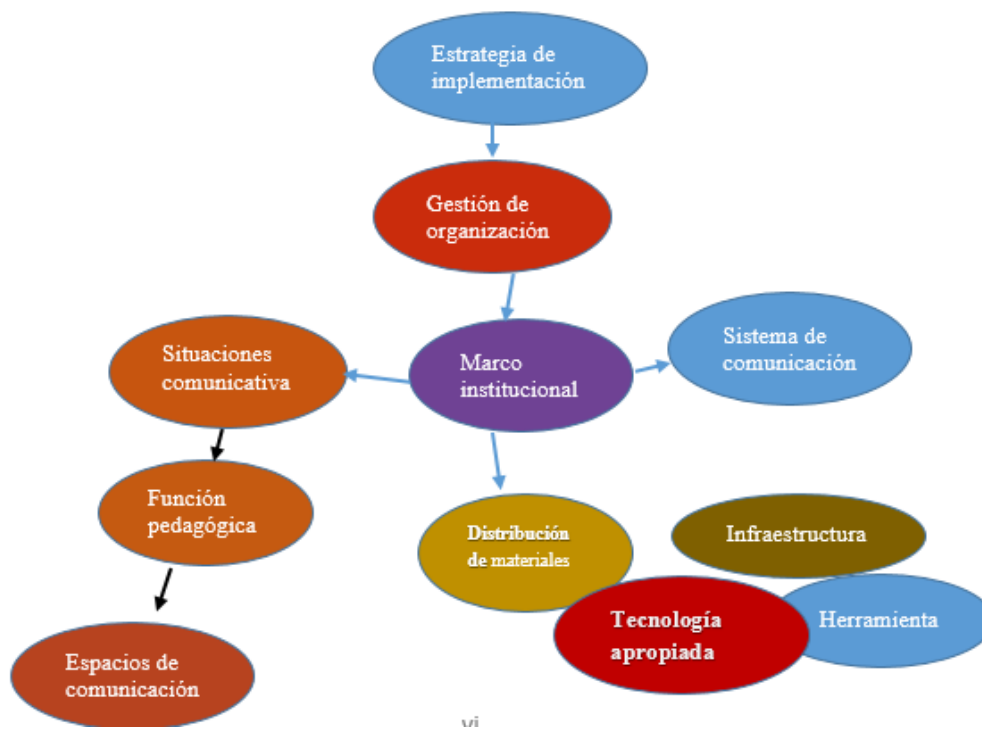 Estrategia de
implementación
Gestión de
organización
Marco
institucional
Sistema de
comunicación
Situaciones
comunicativa
Función
pedagógica
Espacios de
comunicación
Distribución
de materiales
Infraestructura
Tecnología
apropiada
Herramienta
vi